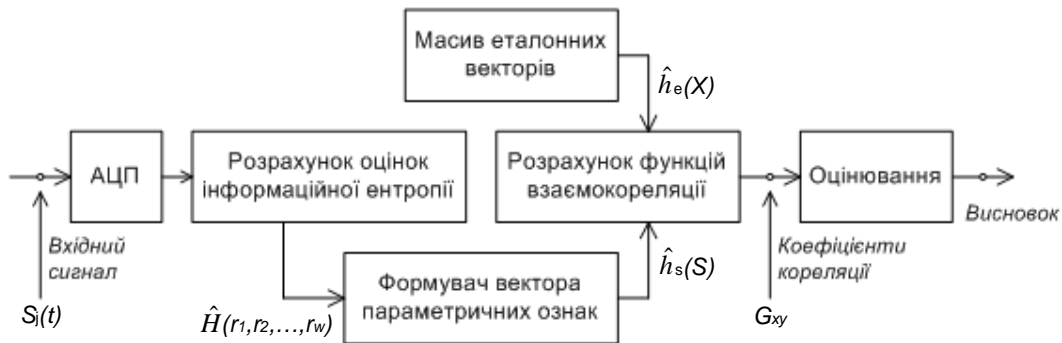 Масив еталонних
векторів
ĥe(X)
АЦП
Розрахунок оцінок
інформаційної ентропії
Розрахунок функцій
взаємокореляції
Оцінювання
Вхідний
сигнал
Висновок
Коефіцієнти
кореляції
ĥs(S)
Формувач вектора
параметричних ознак
Sj(t)
Ĥ(r1,r2,...,rw)
Gxy